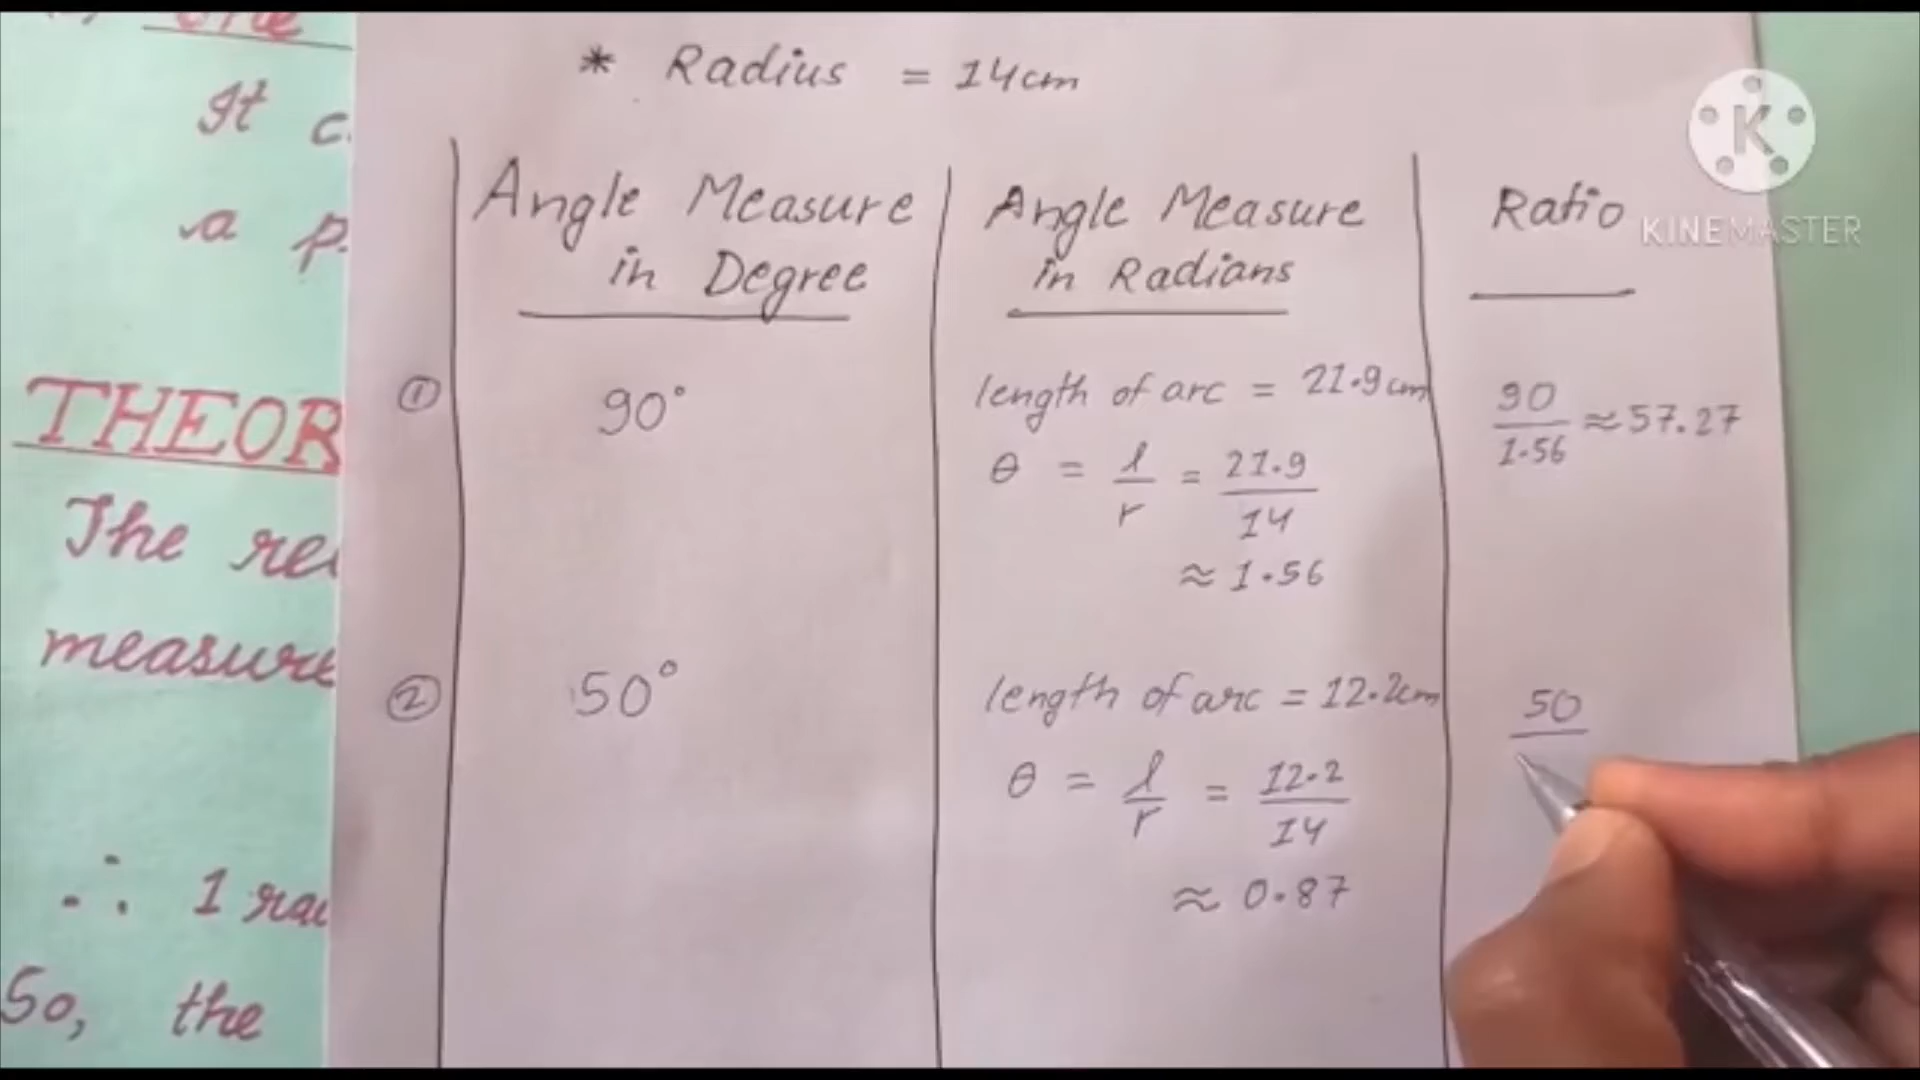 * Radius = 14cm
It
a
THEOR
The
measure
∴ 1
So, the
Angle Measure in Degree
Angle Measure in Radians
Ratio
KINEMASTER
① 90°
length of arc = 21.9cm
θ = l/r = 21.9/14
≈ 1.56
90/1.56 ≈ 57.27
② 50°
length of arc = 12.2cm
θ = l/r = 12.2/14
≈ 0.87
50